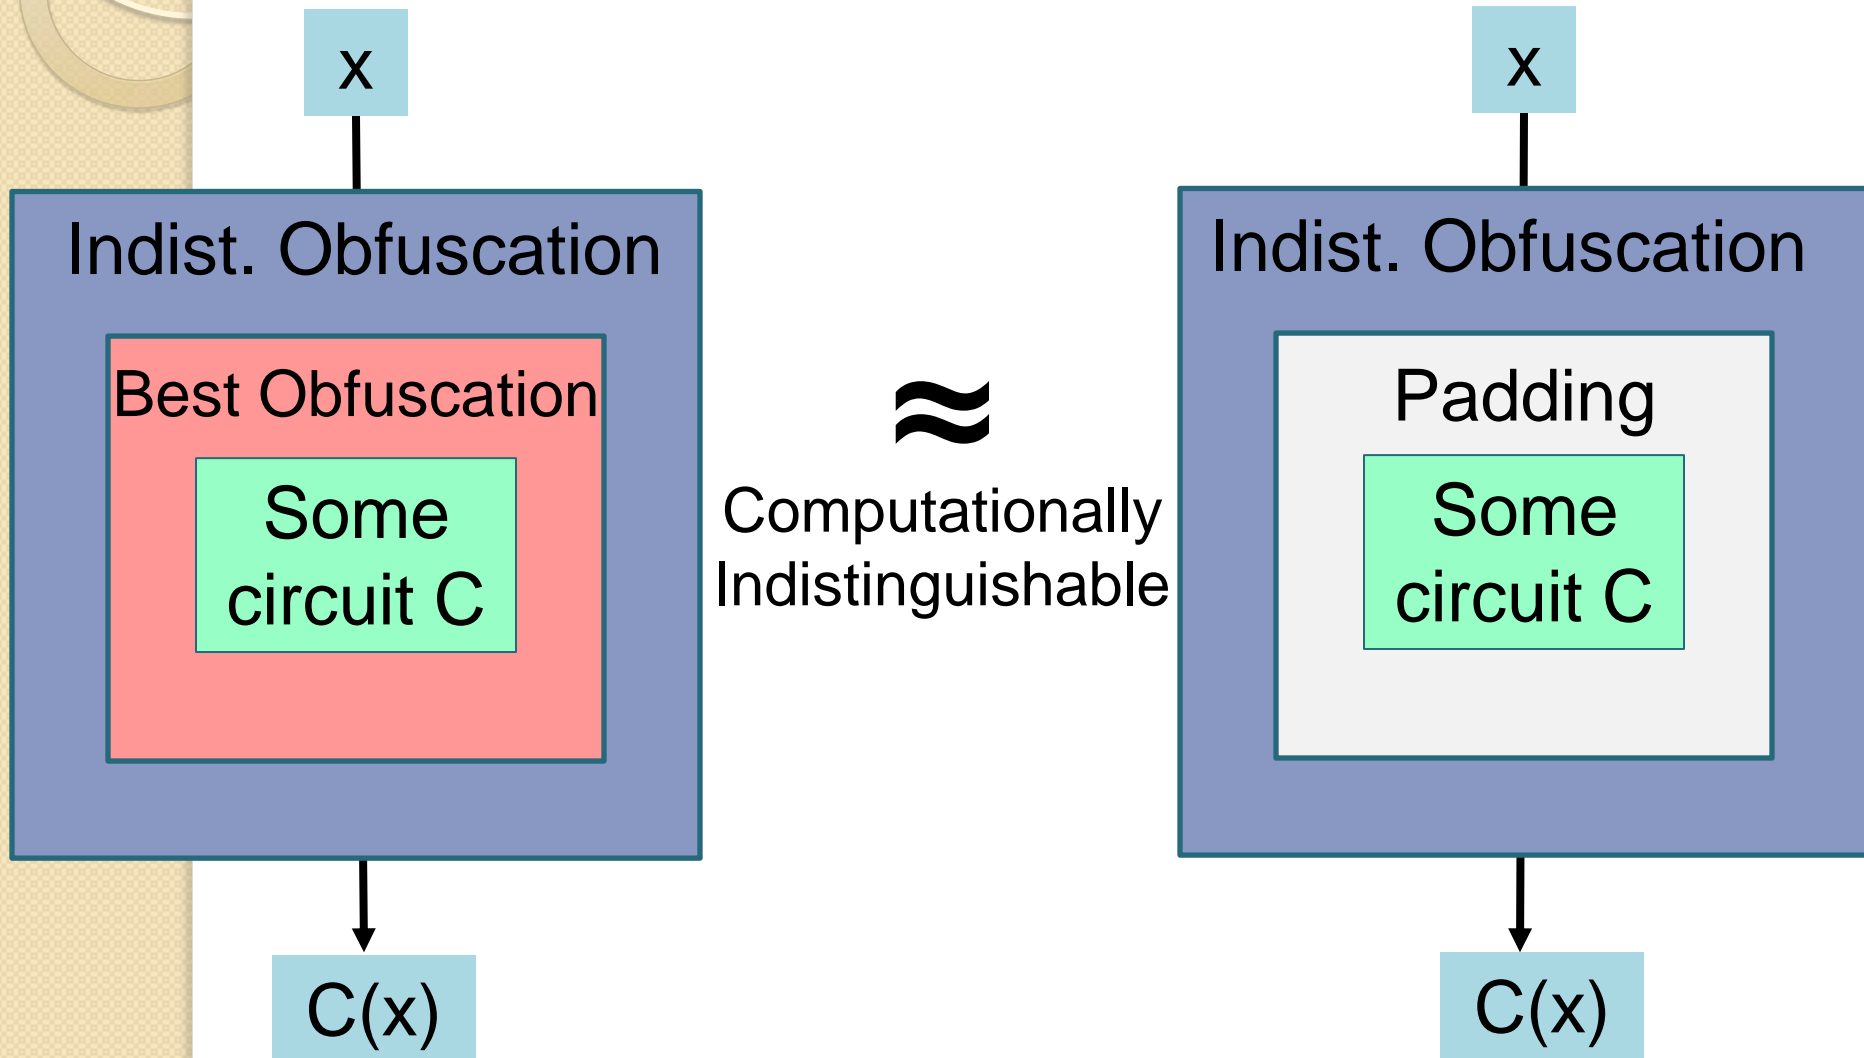 x
Indist. Obfuscation
Best Obfuscation
Some
circuit C
C(x)
≈
Computationally
Indistinguishable
x
Indist. Obfuscation
Padding
Some
circuit C
C(x)